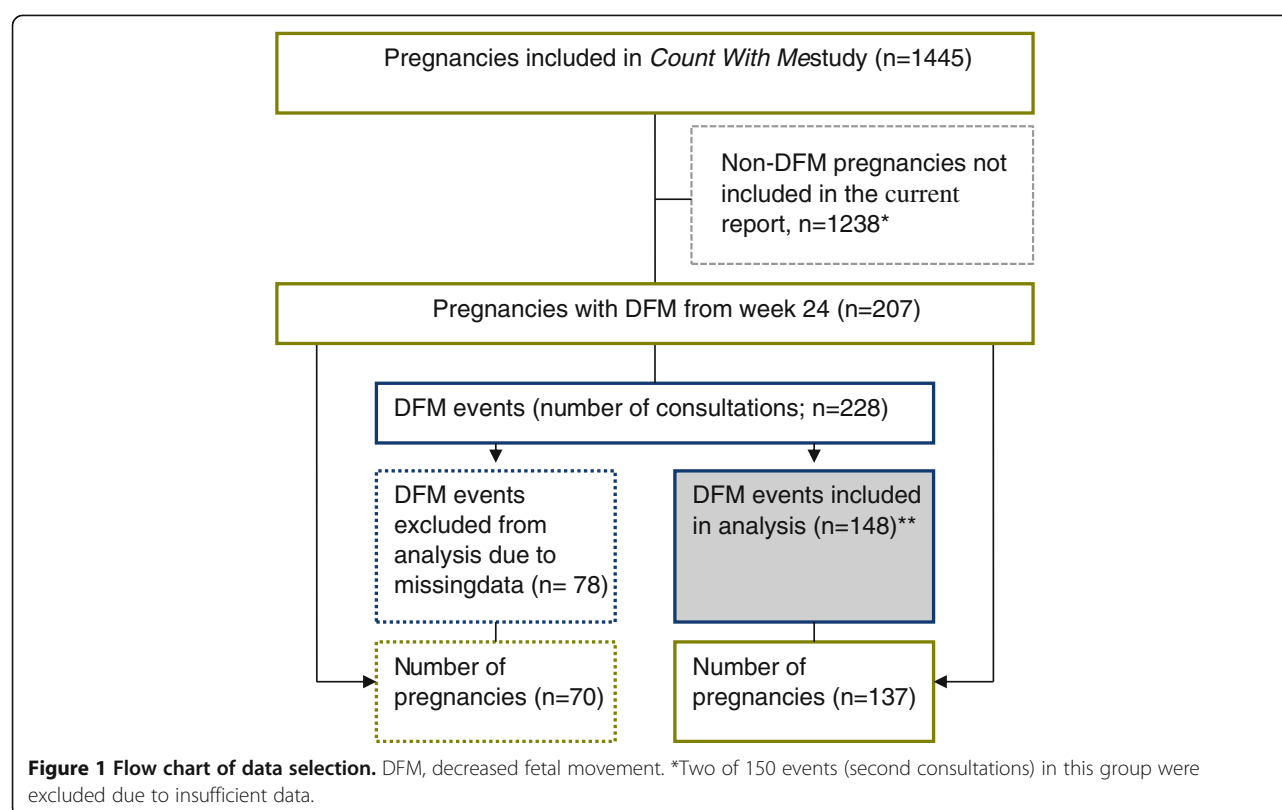 Pregnancies included in Count With Mestudy (n=1445)
Non-DFM pregnancies not
included in the current
report, n=1238*
Pregnancies with DFM from week 24 (n=207)
DFM events (number of consultations; n=228)
DFM events
excluded from
analysis due to
missingdata (n= 78)
DFM events included
in analysis (n=148)**
Number of
pregnancies (n=70)
Number of
pregnancies (n=137)
Figure 1 Flow chart of data selection. DFM, decreased fetal movement. *Two of 150 events (second consultations) in this group were
excluded due to insufficient data.